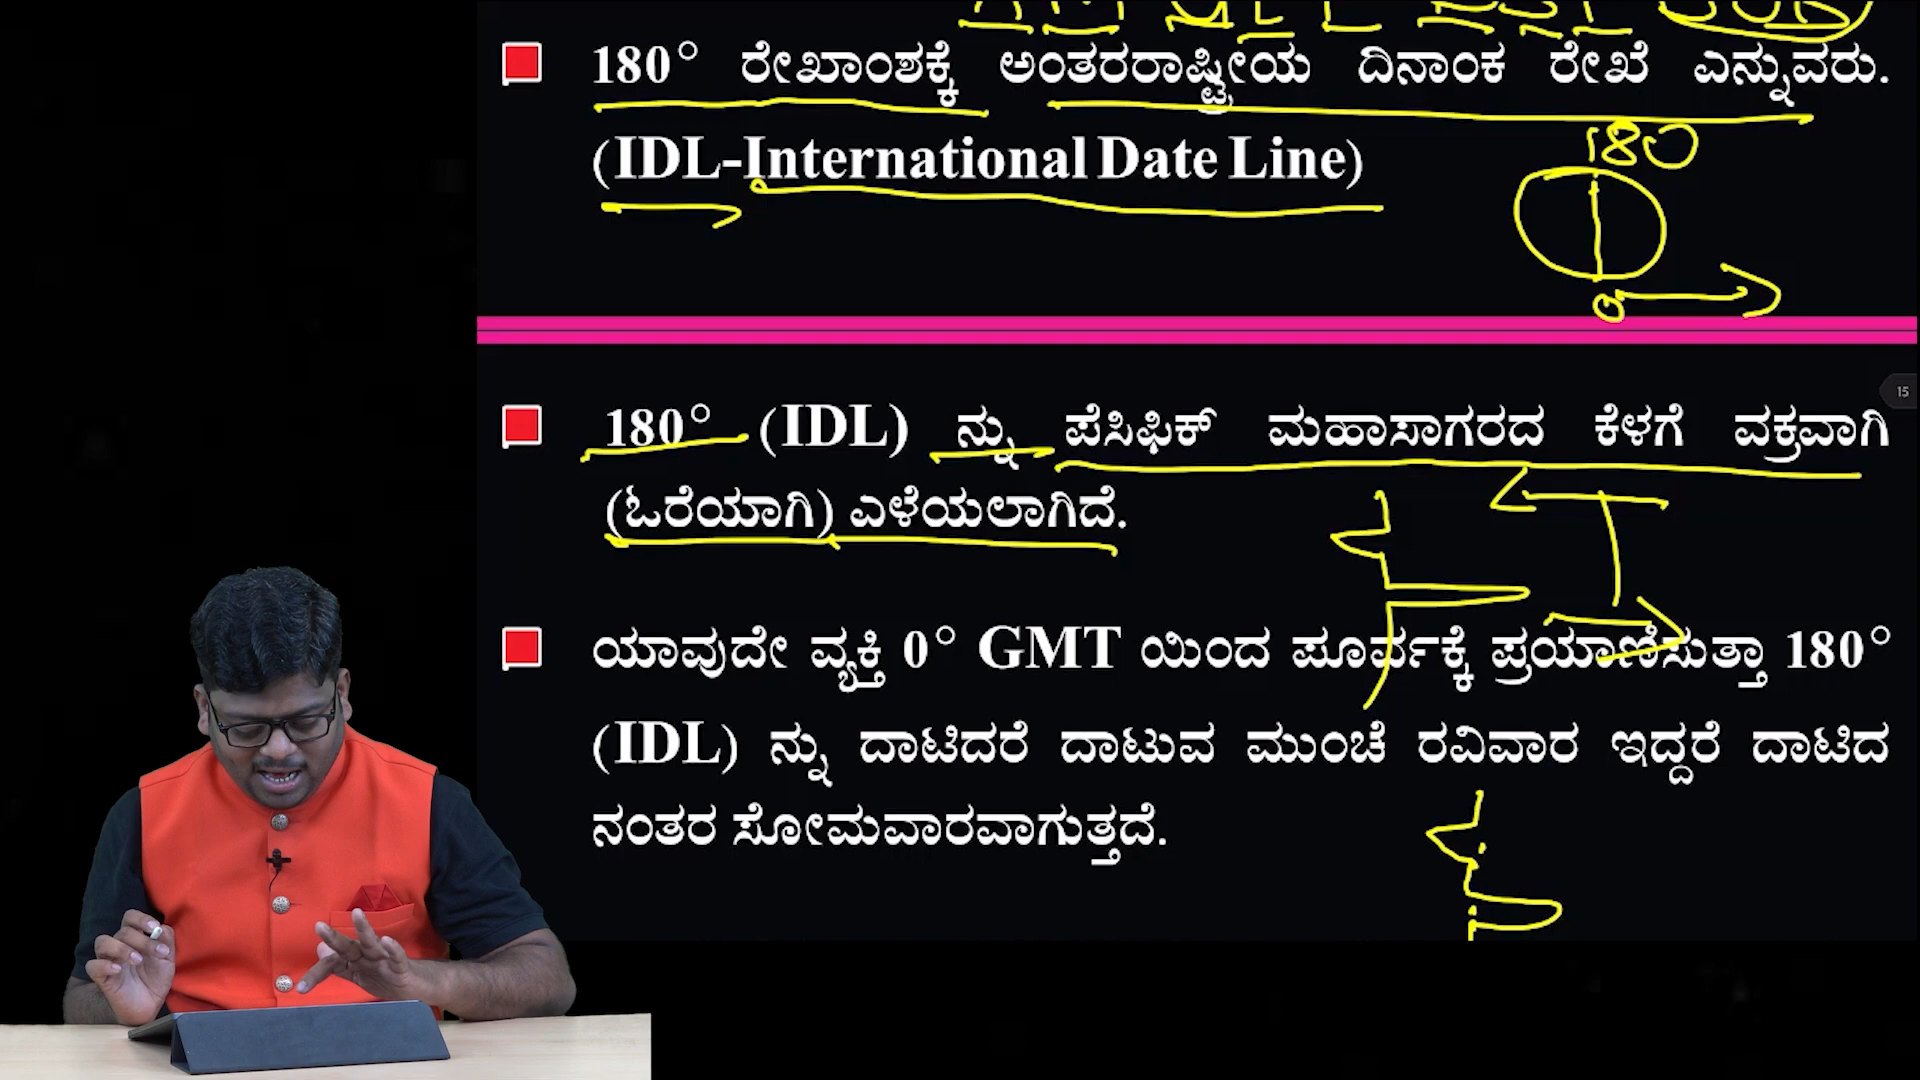 180° ರೇಖಾಂಶಕ್ಕೆ ಅಂತರರಾಷ್ಟ್ರೀಯ ದಿನಾಂಕ ರೇಖೆ ಎನ್ನುವರು.
(IDL-International Date Line)
180
0
15
180° (IDL) ನ್ನು ಪೆಸಿಫಿಕ್ ಮಹಾಸಾಗರದ ಕೆಳಗೆ ವಕ್ರವಾಗಿ
(ಓರೆಯಾಗಿ) ಎಳೆಯಲಾಗಿದೆ.
ಯಾವುದೇ ವ್ಯಕ್ತಿ 0° GMT ಯಿಂದ ಪೂರ್ವಕ್ಕೆ ಪ್ರಯಾಣಿಸುತ್ತಾ 180°
(IDL) ನ್ನು ದಾಟಿದರೆ ದಾಟುವ ಮುಂಚೆ ರವಿವಾರ ಇದ್ದರೆ ದಾಟಿದ
ನಂತರ ಸೋಮವಾರವಾಗುತ್ತದೆ.